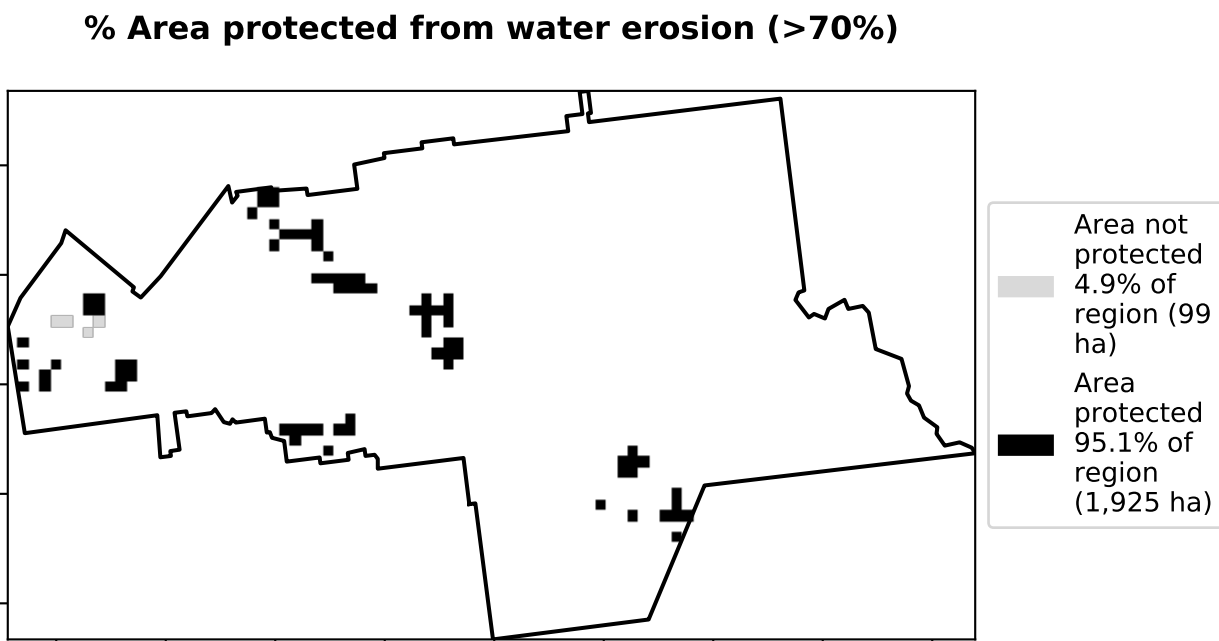 % Area protected from water erosion (>70%)
Area not
protected
4.9% of
region (99
ha)
Area
protected
95.1% of
region
(1,925 ha)